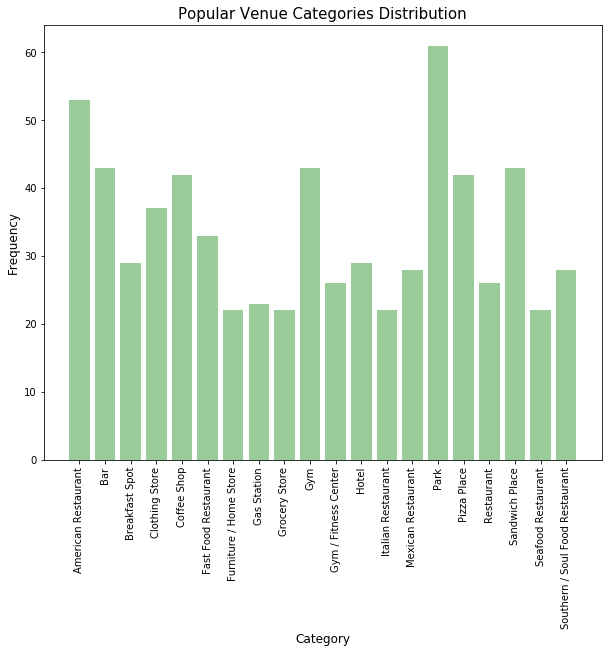 Popular Venue Categories Distribution
60
50
40
30
20
10
0
Frequency
American Restaurant
Bar
Breakfast Spot
Clothing Store
Coffee Shop
Fast Food Restaurant
Furniture / Home Store
Gas Station
Grocery Store
Gym
Gym / Fitness Center
Hotel
Italian Restaurant
Mexican Restaurant
Park
Pizza Place
Restaurant
Sandwich Place
Seafood Restaurant
Southern / Soul Food Restaurant
Category